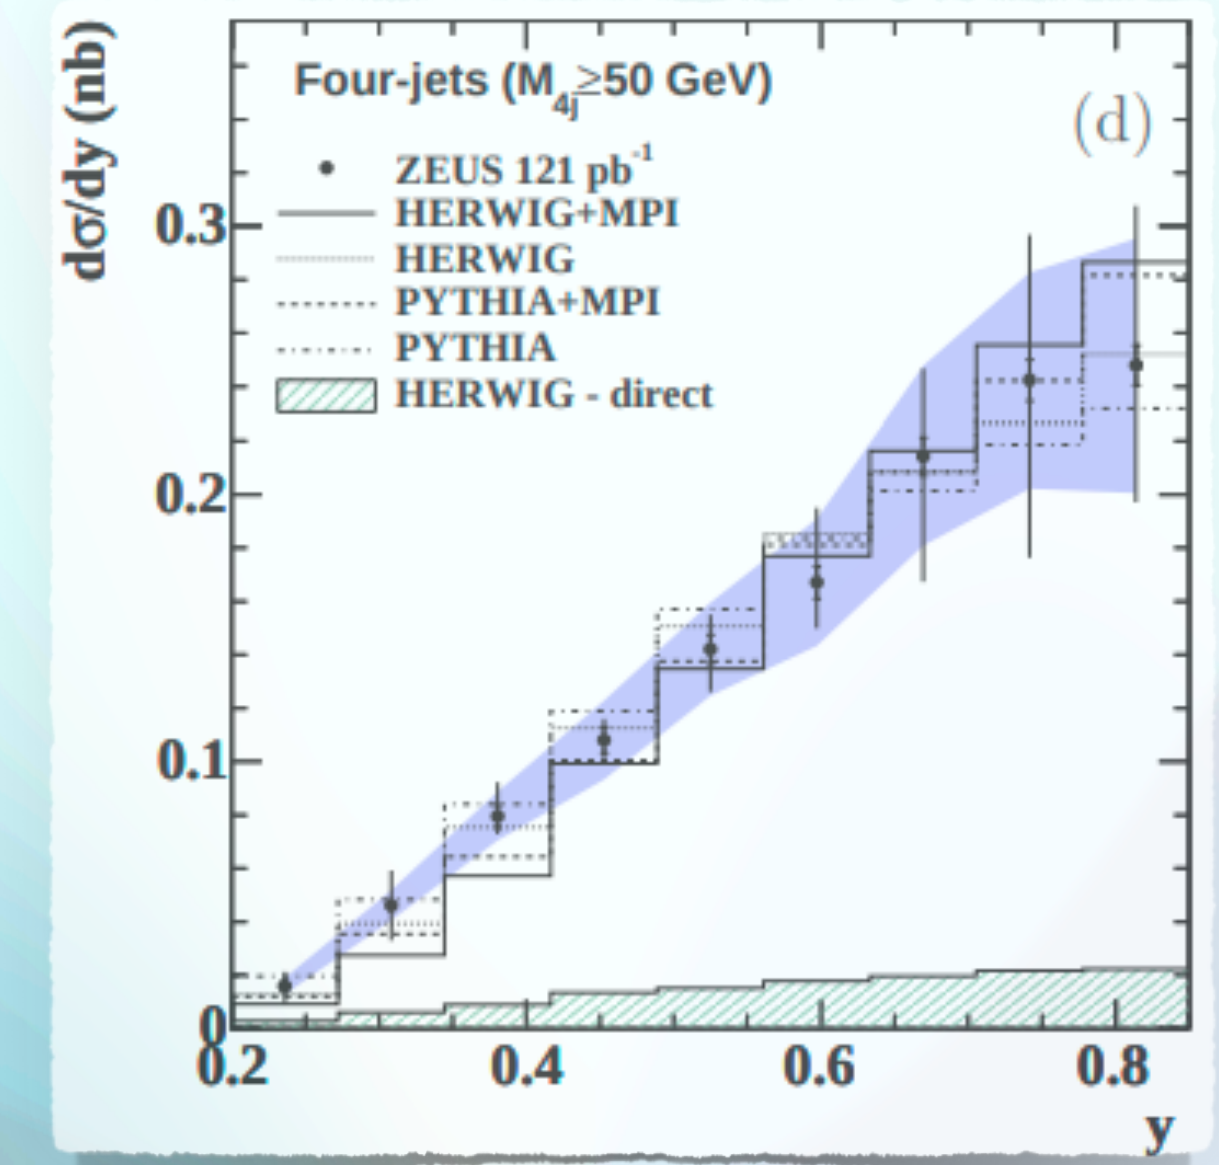 dσ/dy (nb)
Four-jets (M₄ⱼ≥50 GeV)
(d)
ZEUS 121 pb⁻¹
HERWIG+MPI
HERWIG
PYTHIA+MPI
PYTHIA
HERWIG - direct
0.3
0.2
0.1
0
0.2 0.4 0.6 0.8
y